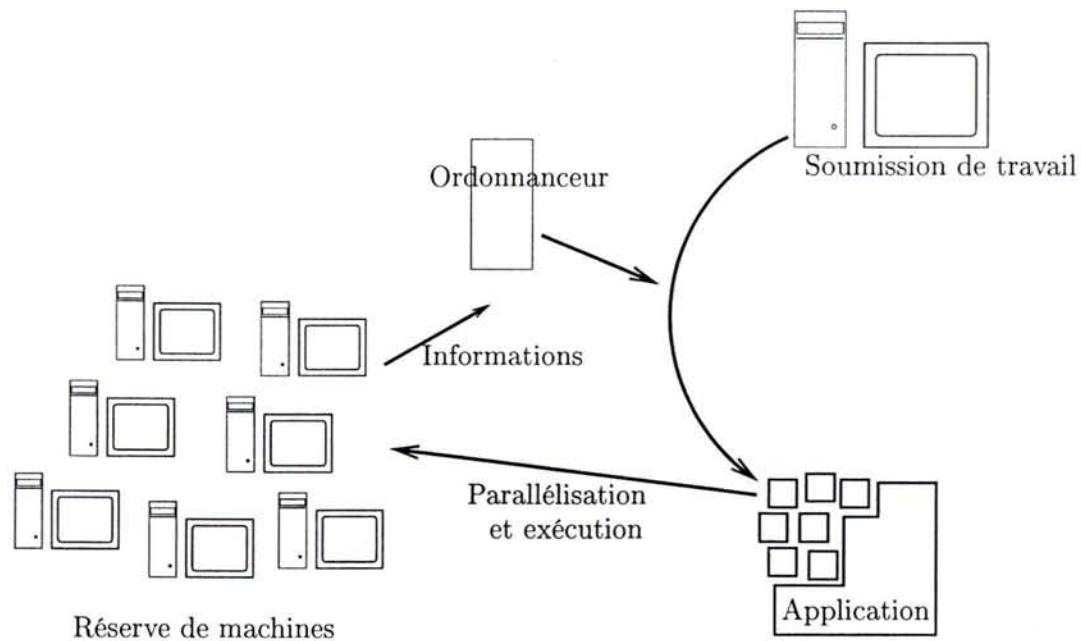 Soumission de travail
Ordonnanceur
Informations
Parallélisation
et exécution
Application
Réserve de machines